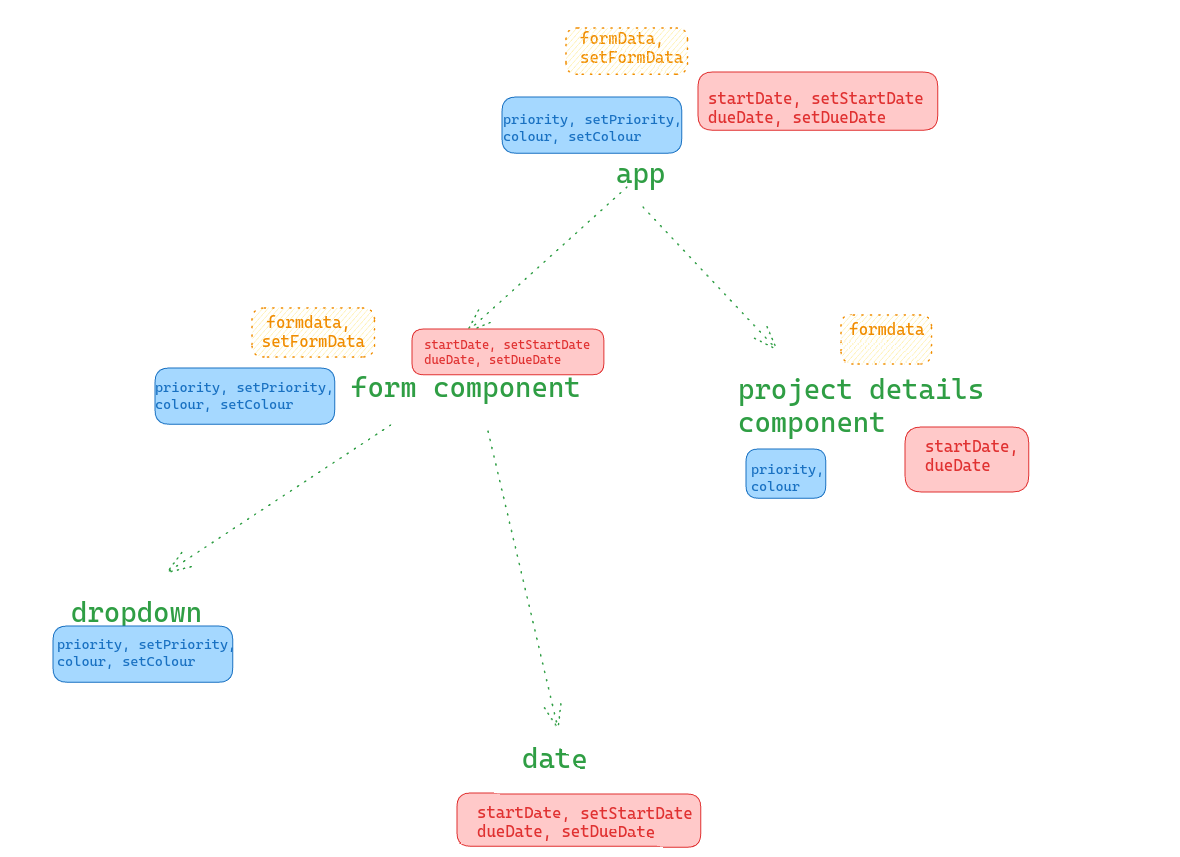 formData,
setFormData
startDate, setStartDate
dueDate, setDueDate
priority, setPriority,
colour, setColour
app
formdata,
setFormData
startDate, setStartDate
dueDate, setDueDate
priority, setPriority,
colour, setColour
form component
formdata
project details
component
startDate,
dueDate
priority,
colour
dropdown
priority, setPriority,
colour, setColour
date
startDate, setStartDate
dueDate, setDueDate